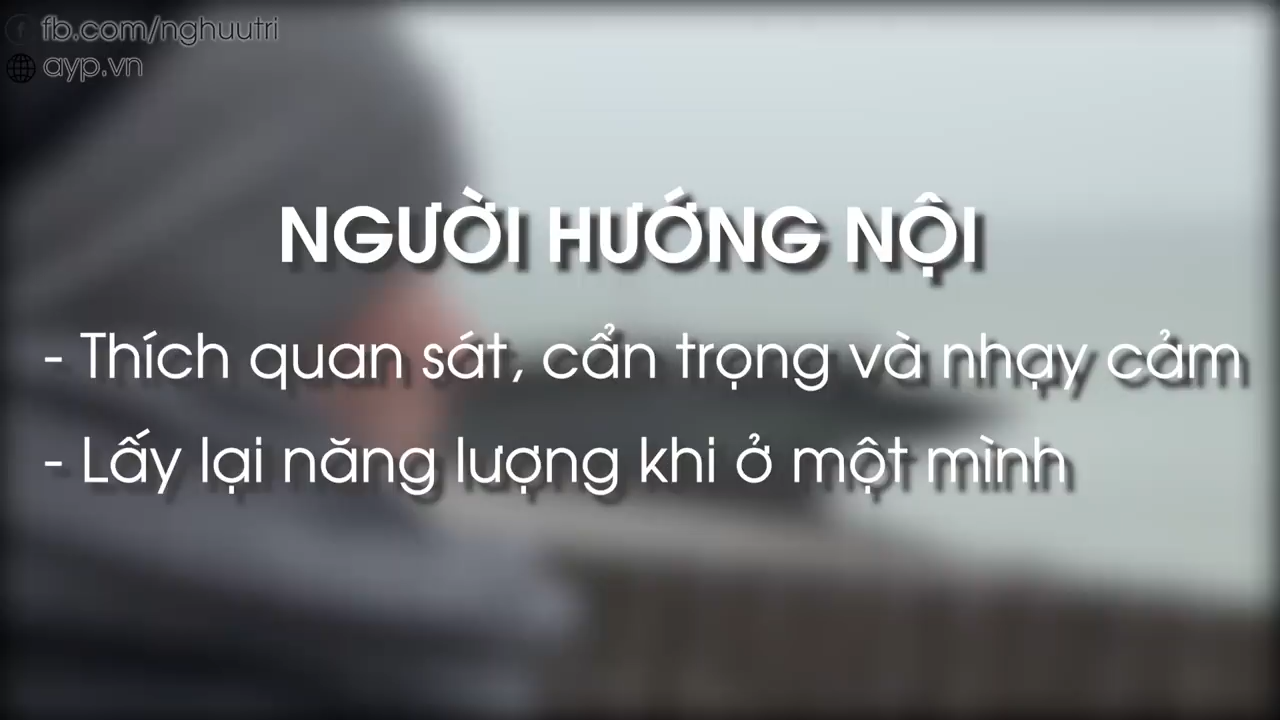 fb.com/nghuutri
ayp.vn
NGƯỜI HƯỚNG NỘI
- Thích quan sát, cẩn trọng và nhạy cảm
- Lấy lại năng lượng khi ở một mình